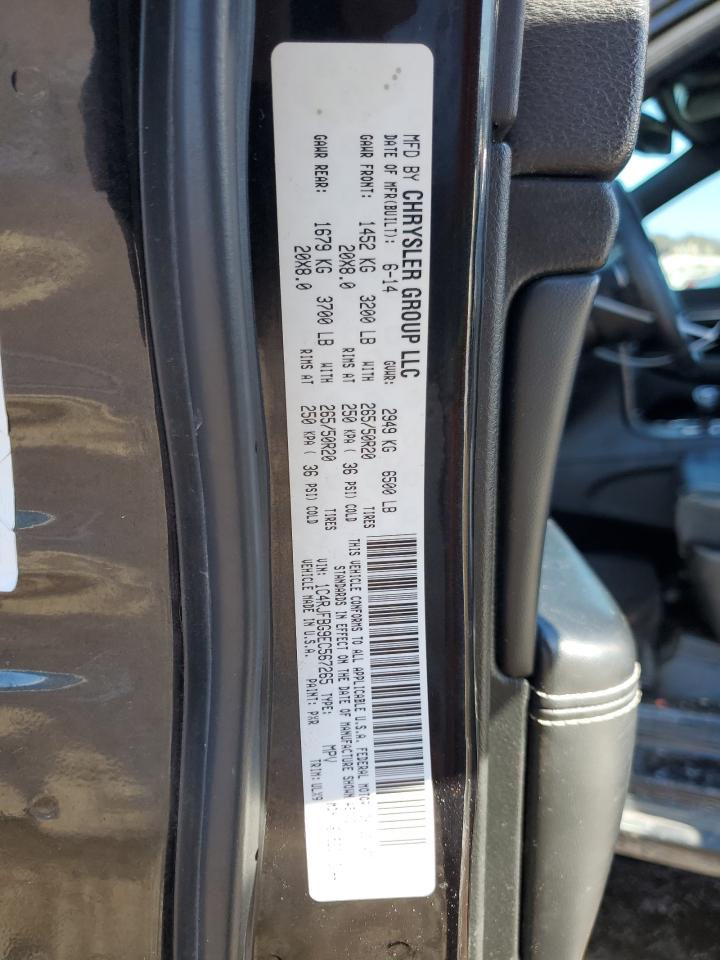 MFD BY CHRYSLER GROUP LLC
DATE OF MFR(BUILT): 6-14 GVWR: 2949 KG 6500 LB
GAWR FRONT: 1452 KG 3200 LB WITH 265/50R20 TIRES
20X8.0 RIMS AT 250 KPA ( 36 PSI) COLD
GAWR REAR: 1679 KG 3700 LB WITH 265/50R20 TIRES
20X8.0 RIMS AT 250 KPA ( 36 PSI) COLD
THIS VEHICLE CONFORMS TO ALL APPLICABLE U.S.A. FEDERAL MOTOR
STANDARDS IN EFFECT ON THE DATE OF MANUFACTURE SHOWN
VIN: 1C4RJFBG9EC567265 TYPE: MPV
VEHICLE MADE IN U.S.A. PAINT: PXR TRIM: VLX9